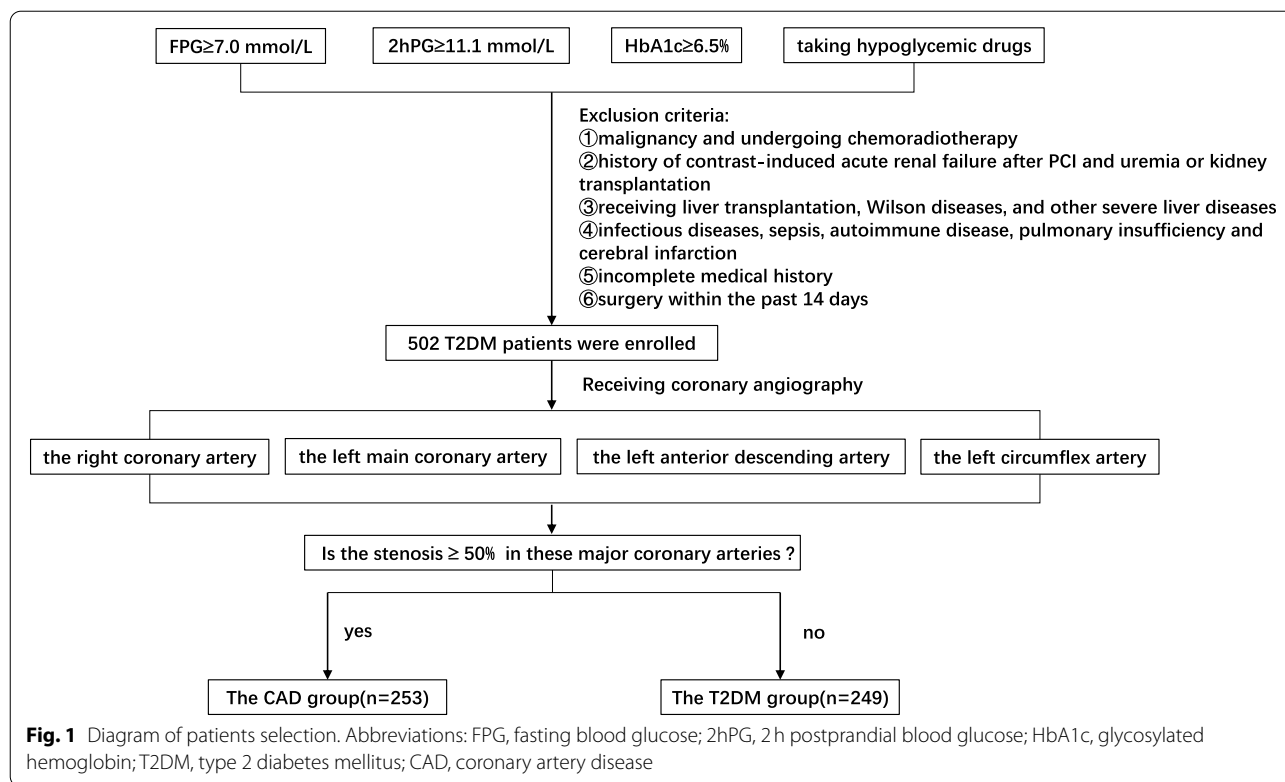 FPG≥7.0 mmol/L
2hPG≥11.1 mmol/L
HbA1c≥6.5%
taking hypoglycemic drugs
Exclusion criteria:
①malignancy and undergoing chemoradiotherapy
②history of contrast-induced acute renal failure after PCI and uremia or kidney
transplantation
③receiving liver transplantation, Wilson diseases, and other severe liver diseases
④infectious diseases, sepsis, autoimmune disease, pulmonary insufficiency and
cerebral infarction
⑤incomplete medical history
⑥surgery within the past 14 days
502 T2DM patients were enrolled
Receiving coronary angiography
the right coronary artery
the left main coronary artery
the left anterior descending artery
the left circumflex artery
Is the stenosis ≥ 50% in these major coronary arteries ?
yes
no
The CAD group(n=253)
The T2DM group(n=249)
Fig. 1 Diagram of patients selection. Abbreviations: FPG, fasting blood glucose; 2hPG, 2 h postprandial blood glucose; HbA1c, glycosylated
hemoglobin; T2DM, type 2 diabetes mellitus; CAD, coronary artery disease